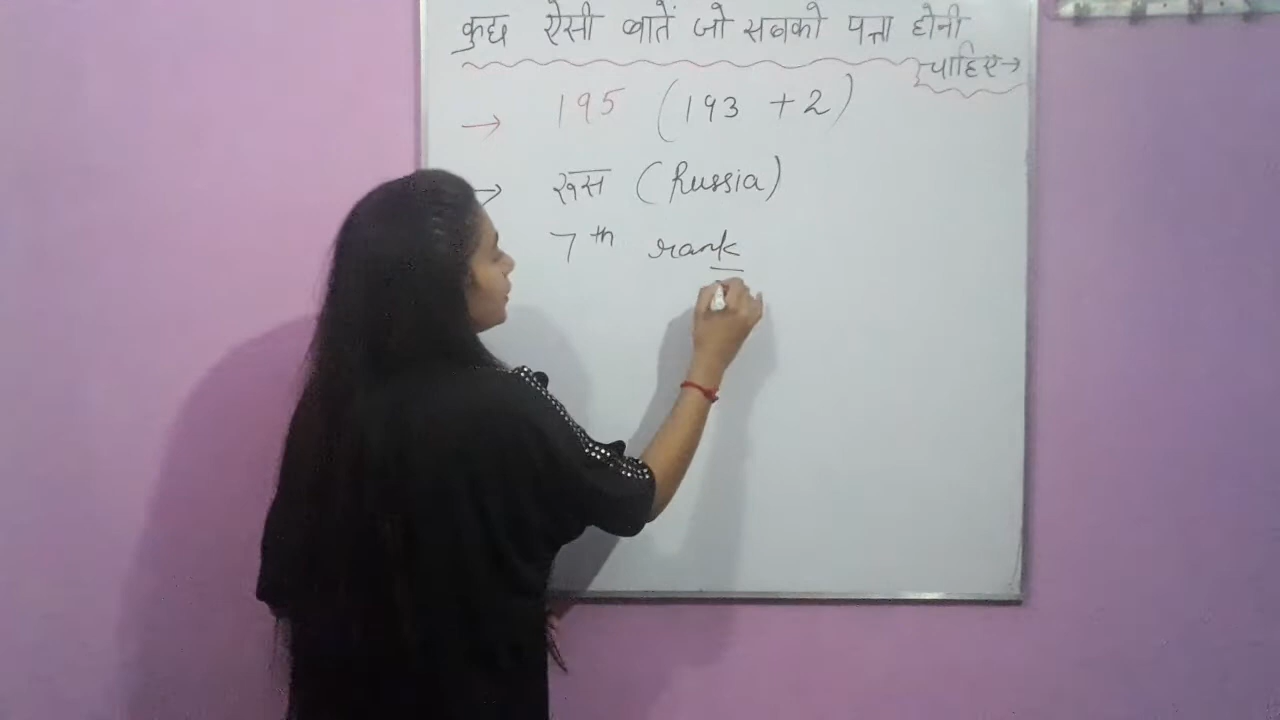 कुछ ऐसी बातें जो सबको पता होनी
चाहिए →
→ 195 (193 + 2)
→ रूस (Russia)
7th rank